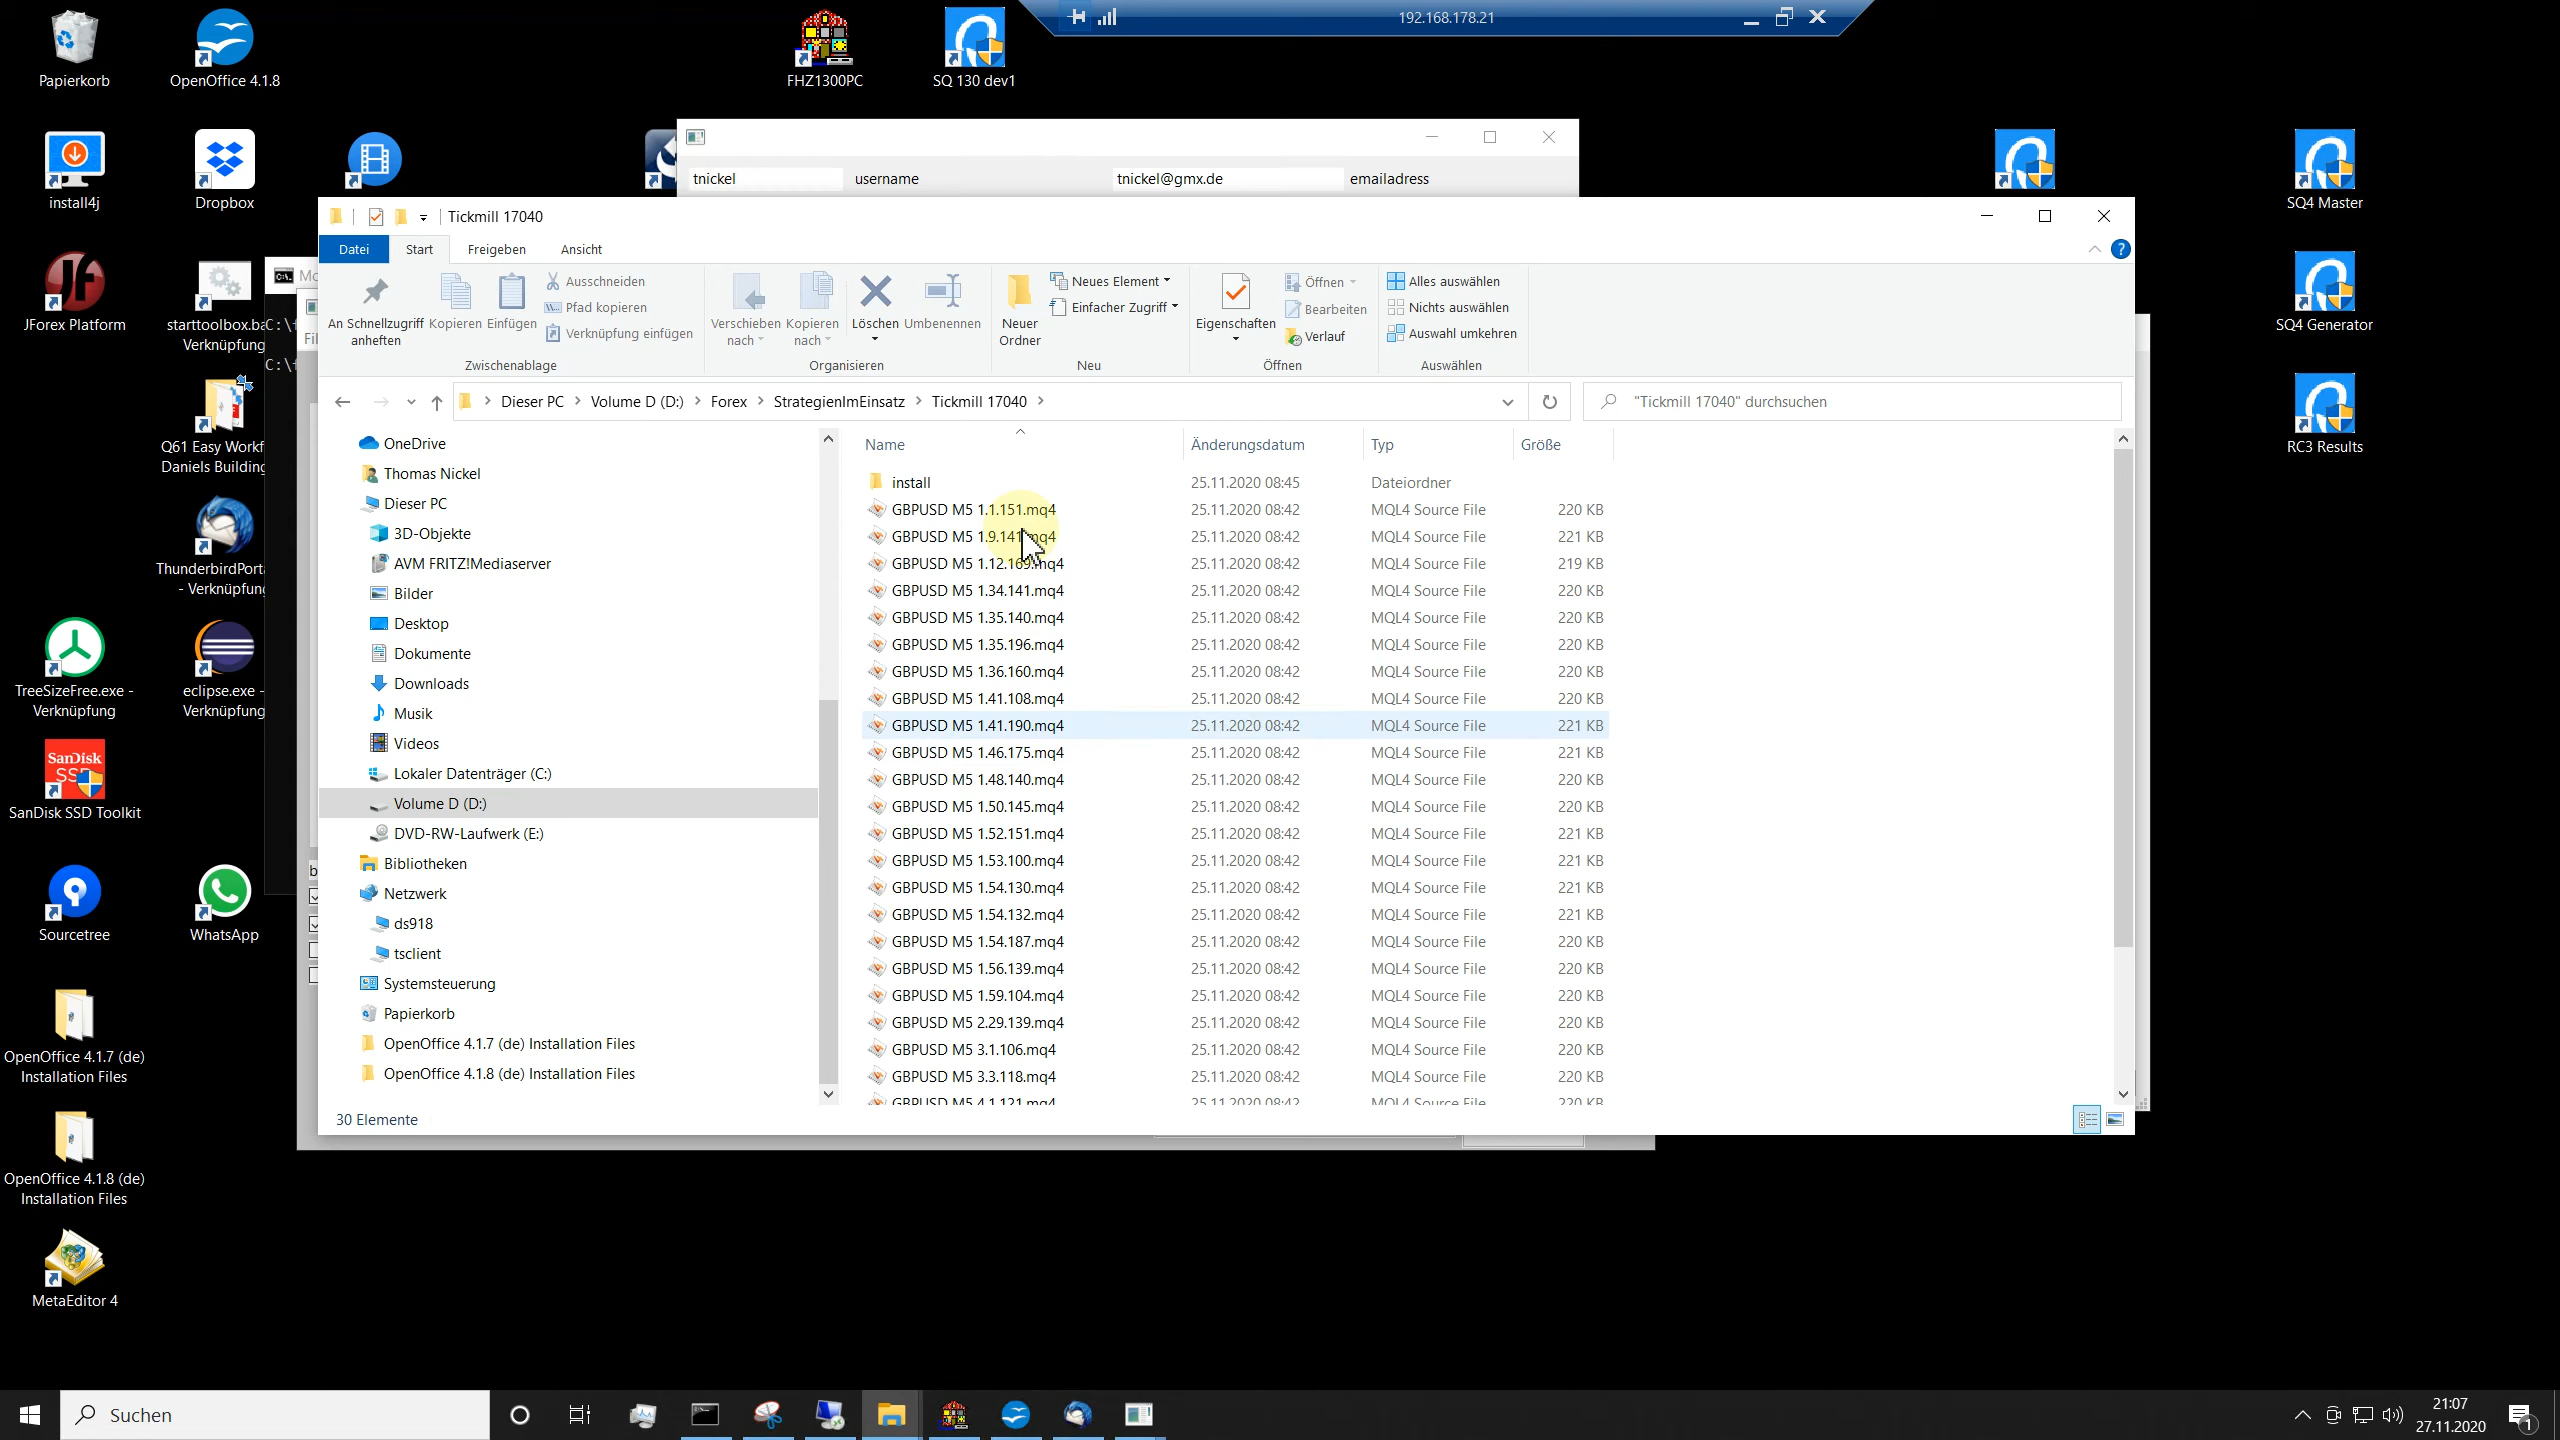 192.168.178.21
Papierkorb
OpenOffice 4.1.8
FHZ1300PC
SQ 130 dev1
install4j
Dropbox
SQ4 Master
JForex Platform
starttoolbox.ba
Verknüpfung
SQ4 Generator
Q61 Easy Workf
Daniels Building
RC3 Results
ThunderbirdPorta
- Verknüpfung
TreeSizeFree.exe -
Verknüpfung
eclipse.exe -
Verknüpfung
SanDisk
SSD
SanDisk SSD Toolkit
Sourcetree
WhatsApp
OpenOffice 4.1.7 (de)
Installation Files
OpenOffice 4.1.8 (de)
Installation Files
MetaEditor 4
tnickel username tnickel@gmx.de emailadress
C:\f
C:\f
Tickmill 17040
Datei Start Freigeben Ansicht
An Schnellzugriff
anheften
Kopieren
Einfügen
Ausschneiden
Pfad kopieren
Verknüpfung einfügen
Zwischenablage
Verschieben
nach
Kopieren
nach
Löschen
Umbenennen
Organisieren
Neuer
Ordner
Neues Element
Einfacher Zugriff
Neu
Eigenschaften
Öffnen
Bearbeiten
Verlauf
Öffnen
Alles auswählen
Nichts auswählen
Auswahl umkehren
Auswählen
Dieser PC Volume D (D:) Forex StrategienImEinsatz Tickmill 17040
"Tickmill 17040" durchsuchen
OneDrive
Thomas Nickel
Dieser PC
3D-Objekte
AVM FRITZ!Mediaserver
Bilder
Desktop
Dokumente
Downloads
Musik
Videos
Lokaler Datenträger (C:)
Volume D (D:)
DVD-RW-Laufwerk (E:)
Bibliotheken
Netzwerk
ds918
tsclient
Systemsteuerung
Papierkorb
OpenOffice 4.1.7 (de) Installation Files
OpenOffice 4.1.8 (de) Installation Files
Name Änderungsdatum Typ Größe
install 25.11.2020 08:45 Dateiordner
GBPUSD M5 1.1.151.mq4 25.11.2020 08:42 MQL4 Source File 220 KB
GBPUSD M5 1.9.141.mq4 25.11.2020 08:42 MQL4 Source File 221 KB
GBPUSD M5 1.12.169.mq4 25.11.2020 08:42 MQL4 Source File 219 KB
GBPUSD M5 1.34.141.mq4 25.11.2020 08:42 MQL4 Source File 220 KB
GBPUSD M5 1.35.140.mq4 25.11.2020 08:42 MQL4 Source File 220 KB
GBPUSD M5 1.35.196.mq4 25.11.2020 08:42 MQL4 Source File 220 KB
GBPUSD M5 1.36.160.mq4 25.11.2020 08:42 MQL4 Source File 220 KB
GBPUSD M5 1.41.108.mq4 25.11.2020 08:42 MQL4 Source File 220 KB
GBPUSD M5 1.41.190.mq4 25.11.2020 08:42 MQL4 Source File 221 KB
GBPUSD M5 1.46.175.mq4 25.11.2020 08:42 MQL4 Source File 221 KB
GBPUSD M5 1.48.140.mq4 25.11.2020 08:42 MQL4 Source File 220 KB
GBPUSD M5 1.50.145.mq4 25.11.2020 08:42 MQL4 Source File 220 KB
GBPUSD M5 1.52.151.mq4 25.11.2020 08:42 MQL4 Source File 221 KB
GBPUSD M5 1.53.100.mq4 25.11.2020 08:42 MQL4 Source File 221 KB
GBPUSD M5 1.54.130.mq4 25.11.2020 08:42 MQL4 Source File 221 KB
GBPUSD M5 1.54.132.mq4 25.11.2020 08:42 MQL4 Source File 221 KB
GBPUSD M5 1.54.187.mq4 25.11.2020 08:42 MQL4 Source File 220 KB
GBPUSD M5 1.56.139.mq4 25.11.2020 08:42 MQL4 Source File 220 KB
GBPUSD M5 1.59.104.mq4 25.11.2020 08:42 MQL4 Source File 220 KB
GBPUSD M5 2.29.139.mq4 25.11.2020 08:42 MQL4 Source File 220 KB
GBPUSD M5 3.1.106.mq4 25.11.2020 08:42 MQL4 Source File 220 KB
GBPUSD M5 3.3.118.mq4 25.11.2020 08:42 MQL4 Source File 220 KB
GBPUSD M5 4.1.121.mq4 25.11.2020 08:42 MQL4 Source File 220 KB
30 Elemente
Suchen
21:07
27.11.2020
1